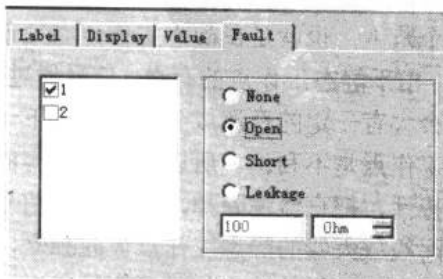 Label Display Value Fault
1
2
None
Open
Short
Leakage
100 Ohm